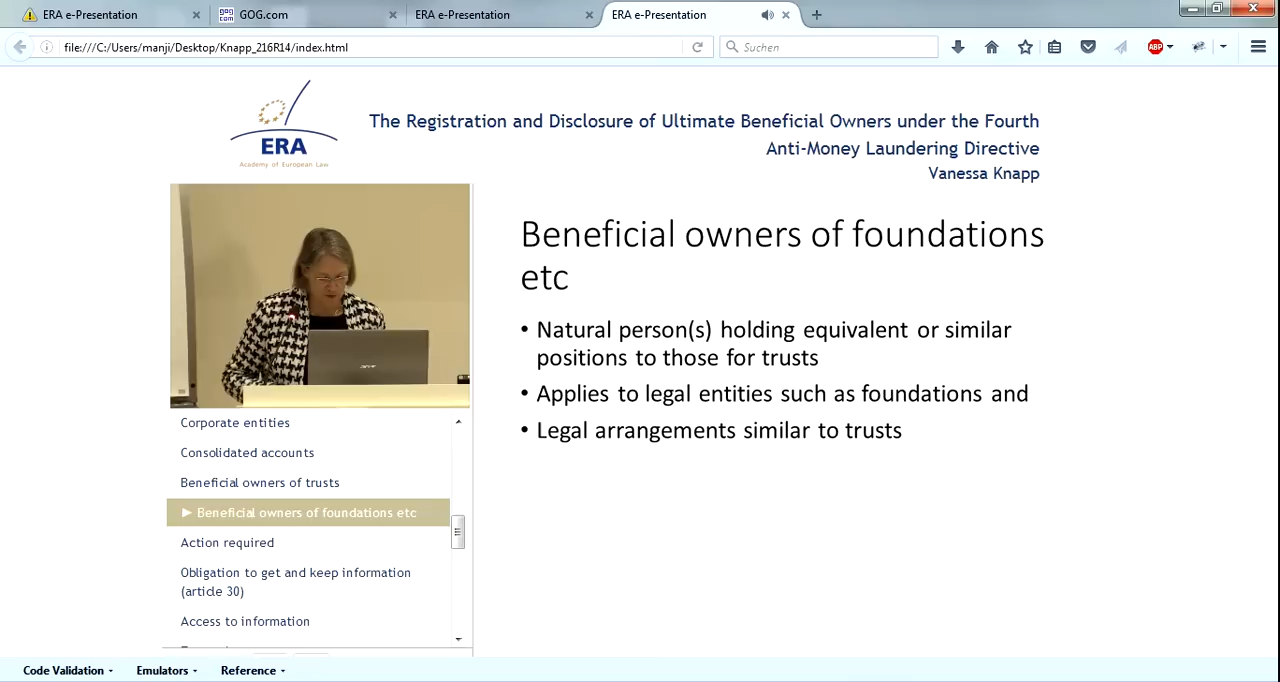 ERA e-Presentation
GOG.com
ERA e-Presentation
ERA e-Presentation
file:///C:/Users/manji/Desktop/Knapp_216R14/index.html
Suchen
ABP
ERA
Academy of European Law
The Registration and Disclosure of Ultimate Beneficial Owners under the Fourth
Anti-Money Laundering Directive
Vanessa Knapp
acer
Corporate entities
Consolidated accounts
Beneficial owners of trusts
▶ Beneficial owners of foundations etc
Action required
Obligation to get and keep information
(article 30)
Access to information
Beneficial owners of foundations
etc
• Natural person(s) holding equivalent or similar
positions to those for trusts
• Applies to legal entities such as foundations and
• Legal arrangements similar to trusts
Code Validation
Emulators
Reference